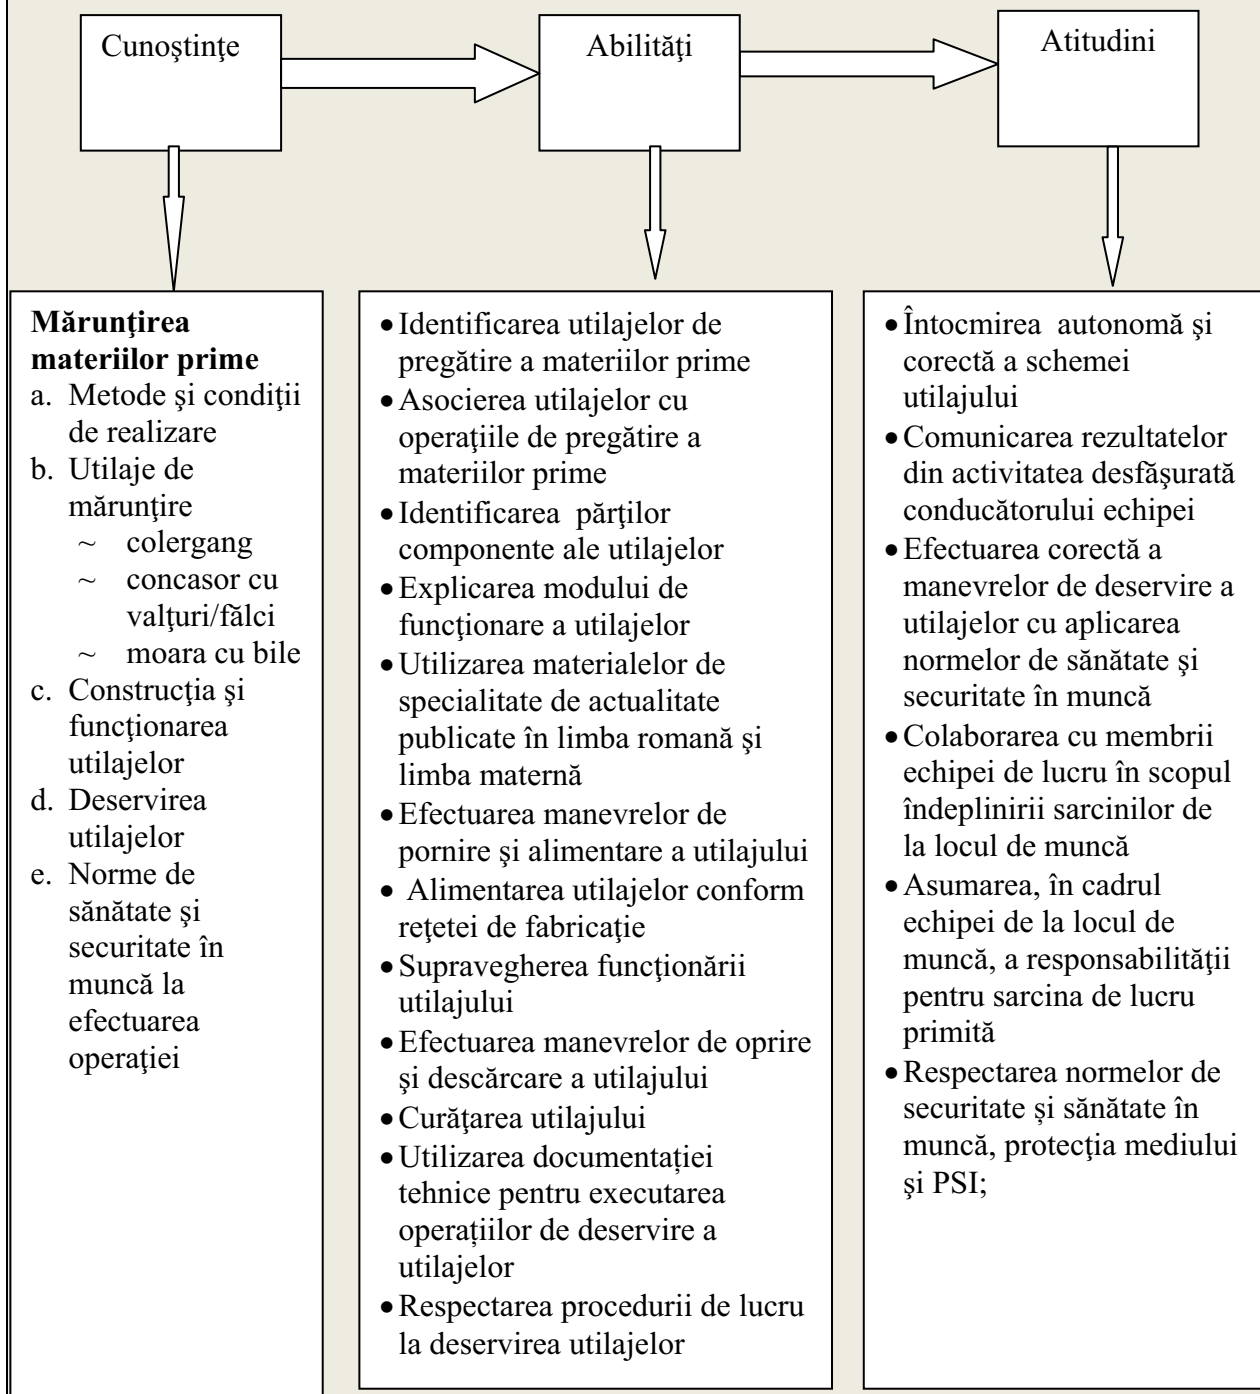 Cunoştinţe
Abilităţi
Atitudini
Mărunţirea
materiilor prime
a. Metode şi condiţii
de realizare
b. Utilaje de
mărunţire
~ colergang
~ concasor cu
valţuri/fălci
~ moara cu bile
c. Construcţia şi
funcţionarea
utilajelor
d. Deservirea
utilajelor
e. Norme de
sănătate şi
securitate în
muncă la
efectuarea
operaţiei
• Identificarea utilajelor de
pregătire a materiilor prime
• Asocierea utilajelor cu
operaţiile de pregătire a
materiilor prime
• Identificarea părţilor
componente ale utilajelor
• Explicarea modului de
funcţionare a utilajelor
• Utilizarea materialelor de
specialitate de actualitate
publicate în limba romană şi
limba maternă
• Efectuarea manevrelor de
pornire şi alimentare a utilajului
• Alimentarea utilajelor conform
reţetei de fabricaţie
• Supravegherea funcţionării
utilajului
• Efectuarea manevrelor de oprire
şi descărcare a utilajului
• Curăţarea utilajului
• Utilizarea documentației
tehnice pentru executarea
operațiilor de deservire a
utilajelor
• Respectarea procedurii de lucru
la deservirea utilajelor
• Întocmirea autonomă şi
corectă a schemei
utilajului
• Comunicarea rezultatelor
din activitatea desfăşurată
conducătorului echipei
• Efectuarea corectă a
manevrelor de deservire a
utilajelor cu aplicarea
normelor de sănătate şi
securitate în muncă
• Colaborarea cu membrii
echipei de lucru în scopul
îndeplinirii sarcinilor de
la locul de muncă
• Asumarea, în cadrul
echipei de la locul de
muncă, a responsabilităţii
pentru sarcina de lucru
primită
• Respectarea normelor de
securitate și sănătate în
muncă, protecţia mediului
şi PSI;